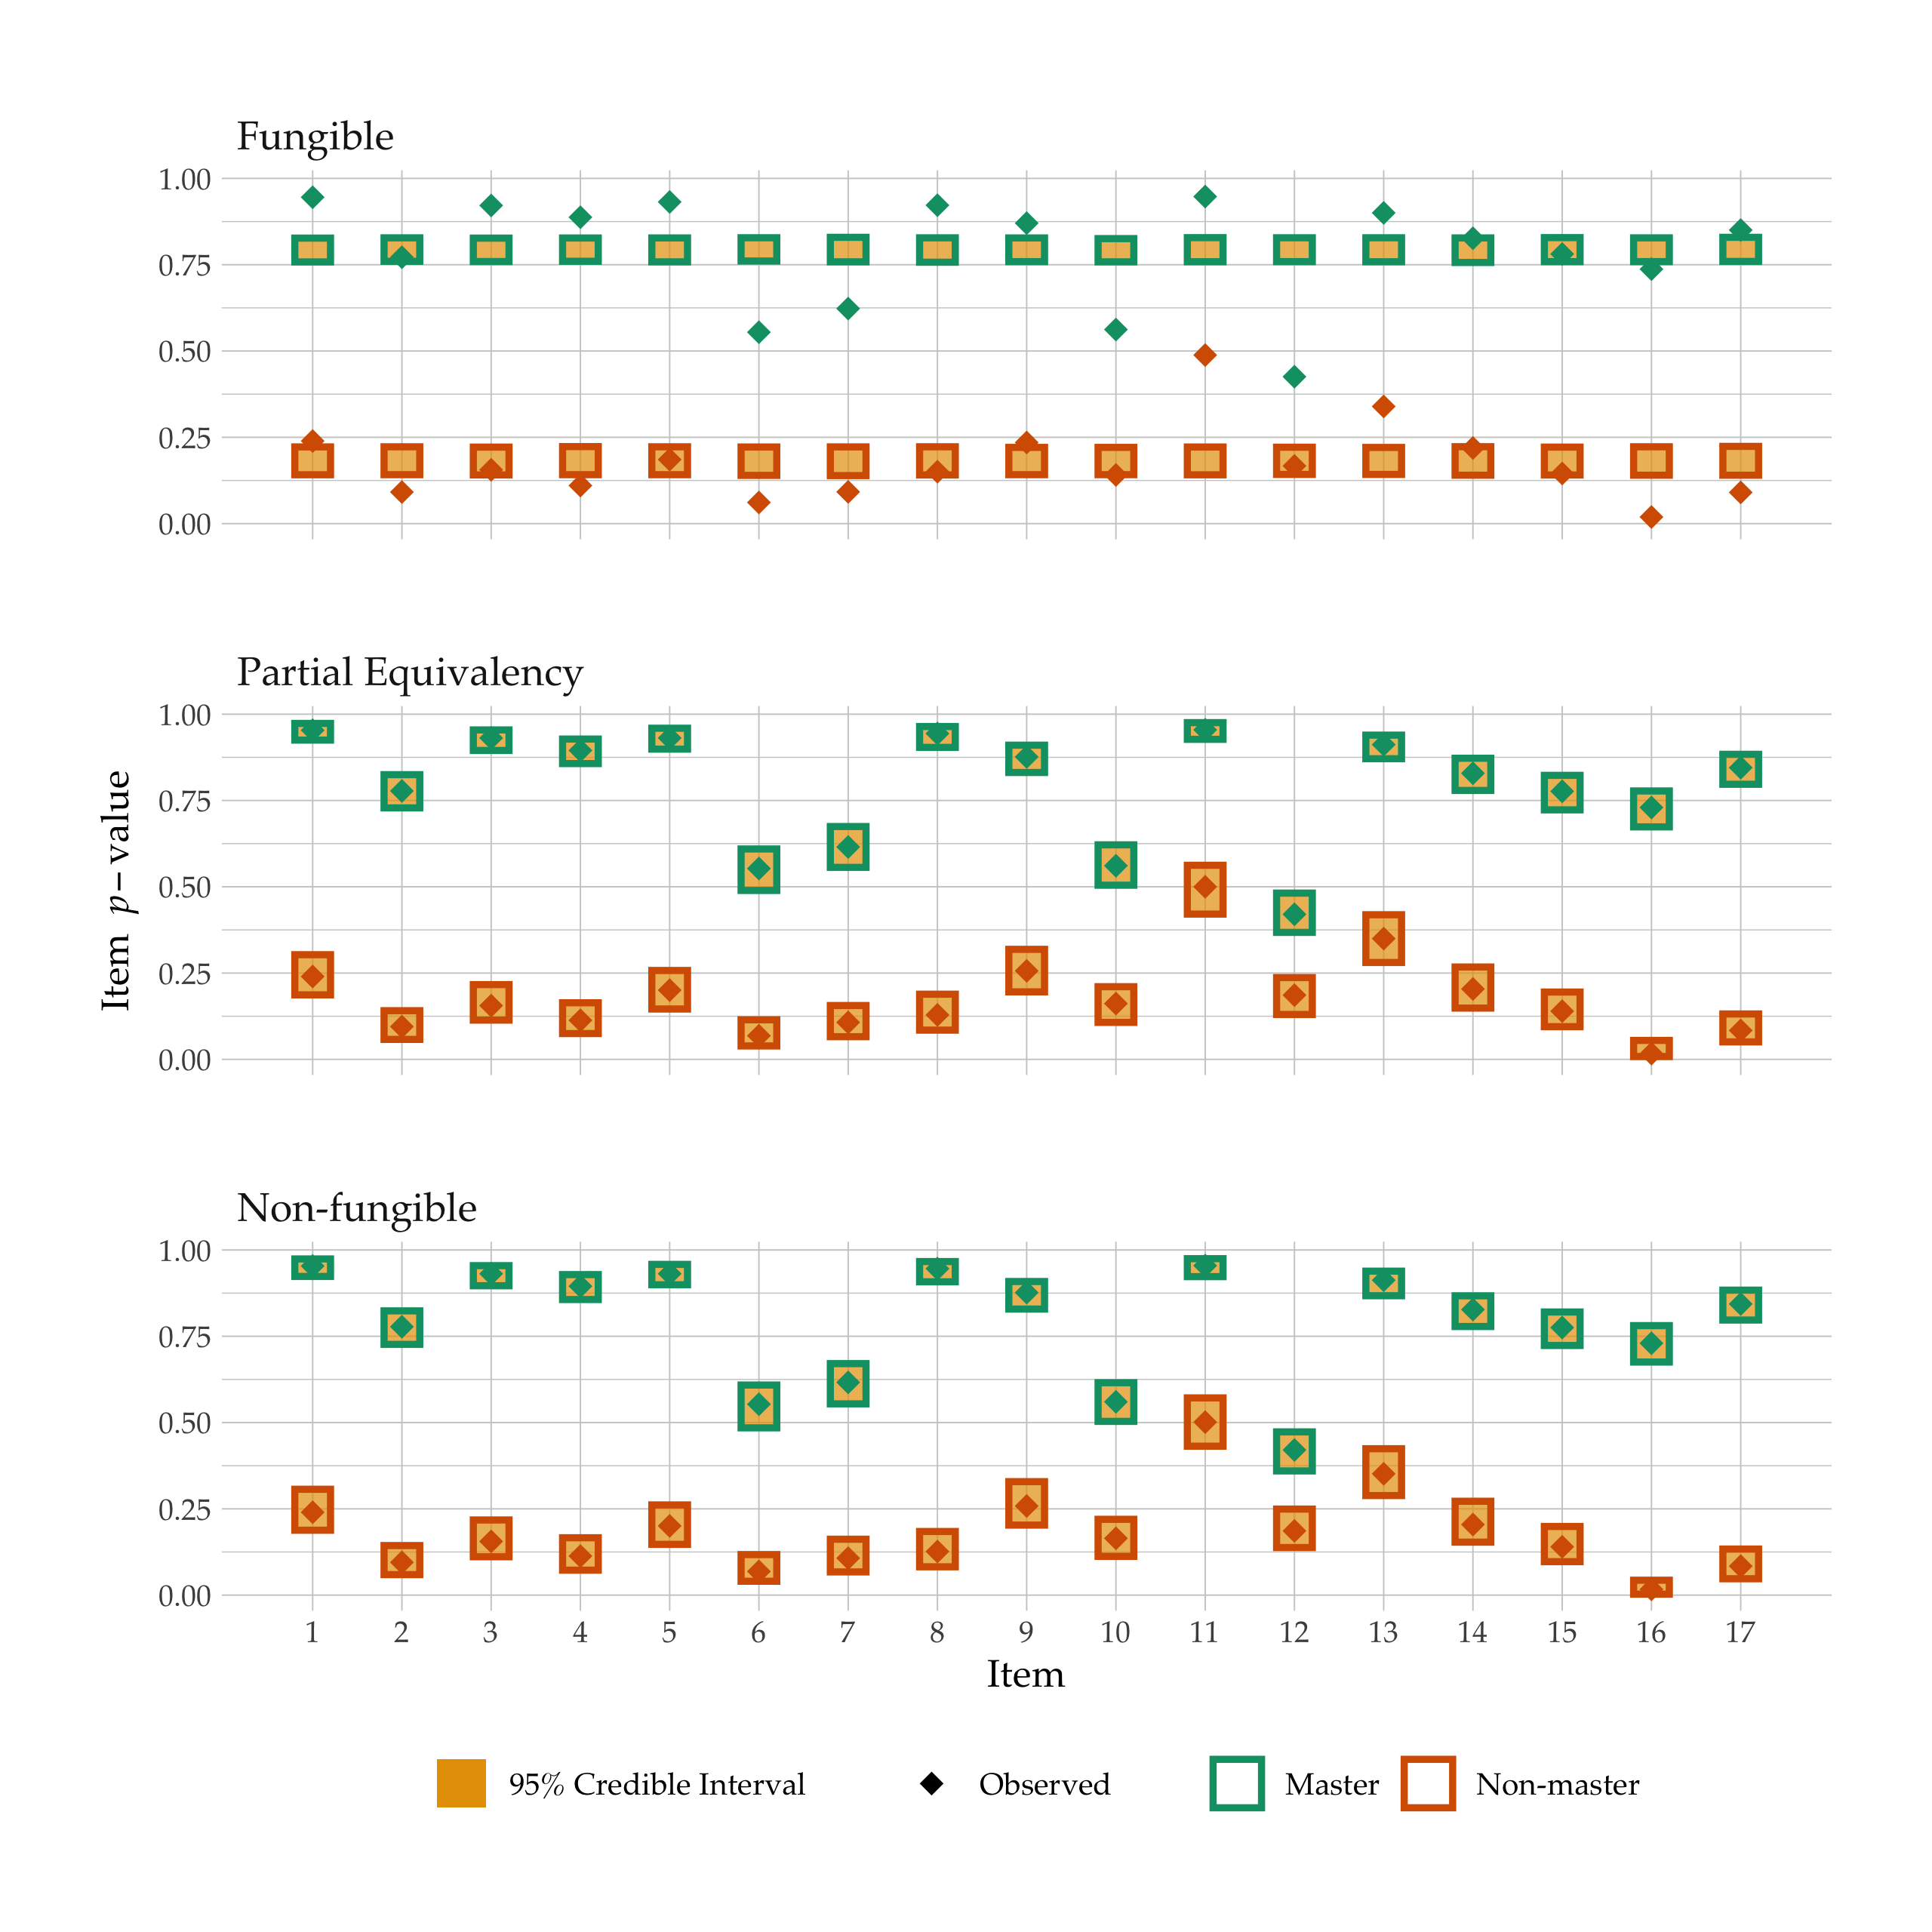 Fungible
1.00
0.75
0.50
0.25
0.00
Partial Equivalency
1.00
0.75
0.50
0.25
0.00
Item p – value
Non-fungible
1.00
0.75
0.50
0.25
0.00
1 2 3 4 5 6 7 8 9 10 11 12 13 14 15 16 17
Item
95% Credible Interval Observed Master Non-master